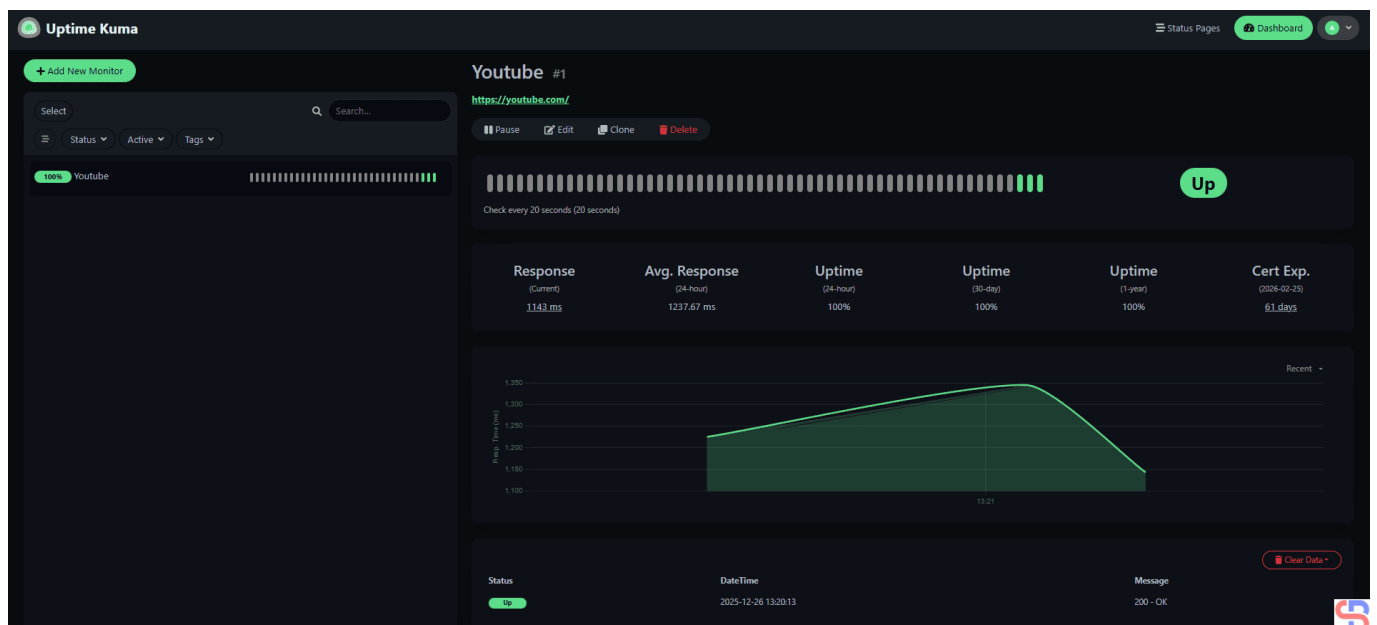 Uptime Kuma
Status Pages
Dashboard
+ Add New Monitor
Select
Search...
Status
Active
Tags
100% Youtube
Youtube #1
https://youtube.com/
Pause Edit Clone Delete
Up
Check every 20 seconds (20 seconds)
Response Avg. Response Uptime Uptime Uptime Cert Exp.
(Current) (24-hour) (24-hour) (30-day) (1-year) (2026-02-25)
1143 ms 1237.67 ms 100% 100% 100% 61 days
Recent
1,350
1,300
1,250
1,200
1,150
1,100
Resp. Time (ms)
13:21
Clear Data
Status DateTime Message
Up 2025-12-26 13:20:13 200 - OK